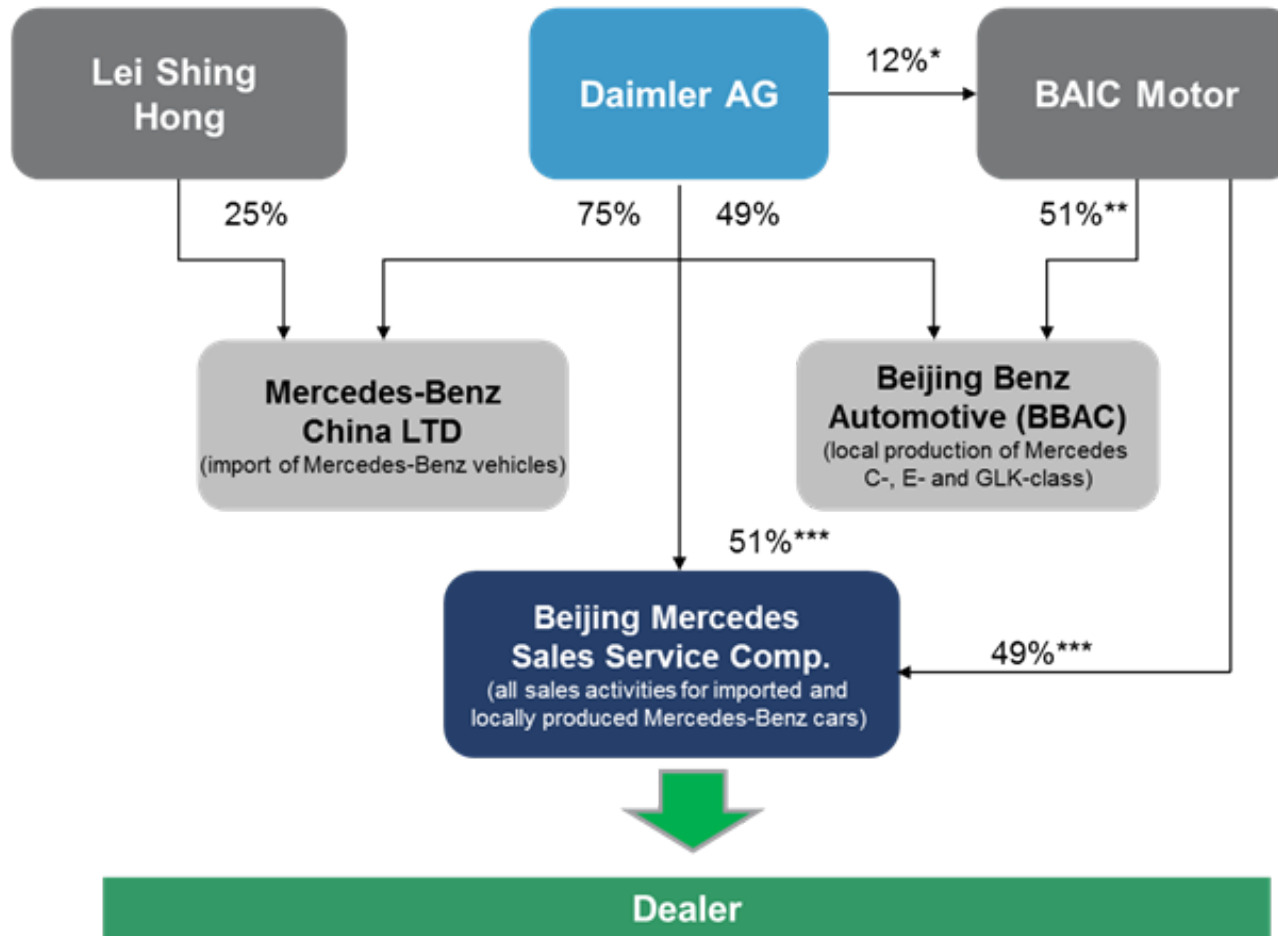 Lei Shing
Hong
Daimler AG
12%*
BAIC Motor
25%
75%
49%
51%**
Mercedes-Benz
China LTD
(import of Mercedes-Benz vehicles)
Beijing Benz
Automotive (BBAC)
(local production of Mercedes
C-, E- and GLK-class)
51%***
Beijing Mercedes
Sales Service Comp.
(all sales activities for imported and
locally produced Mercedes-Benz cars)
49%***
Dealer